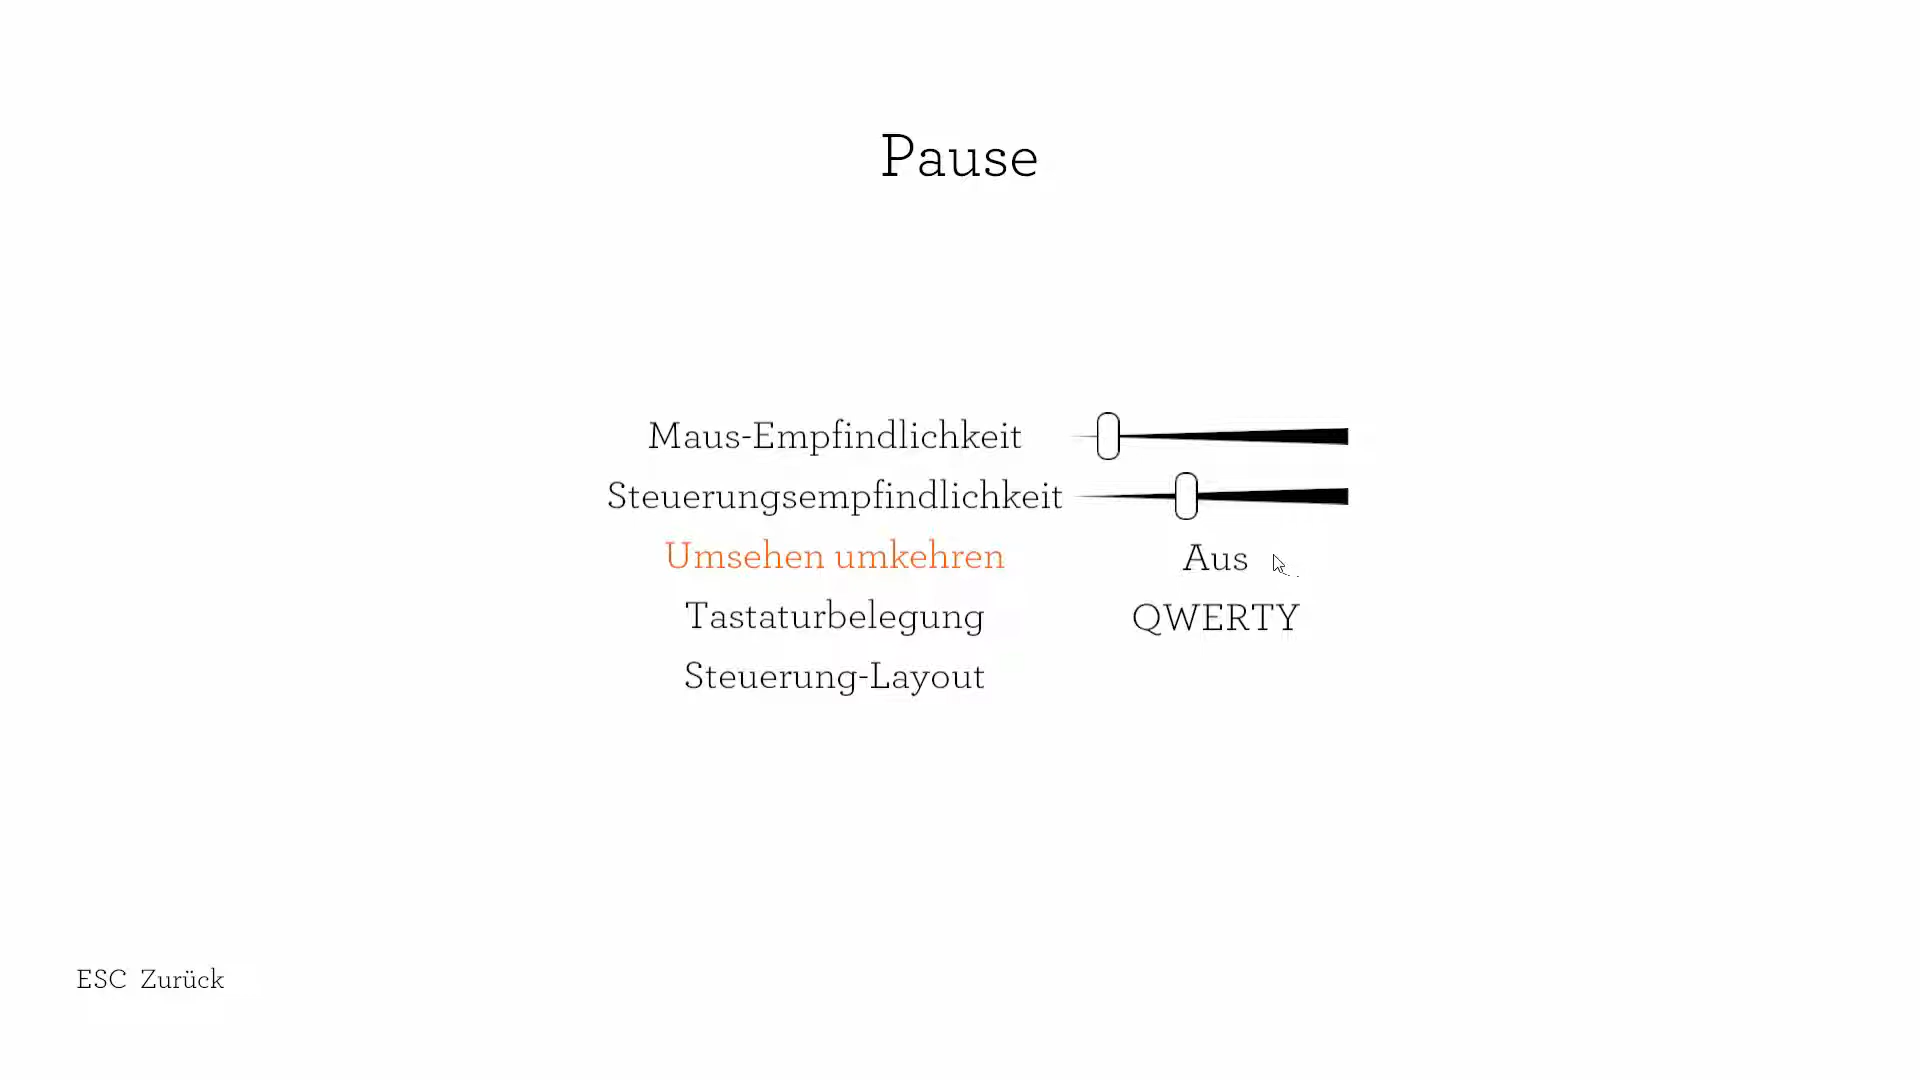 Pause
Maus-Empfindlichkeit
Steuerungsempfindlichkeit
Umsehen umkehren Aus
Tastaturbelegung QWERTY
Steuerung-Layout
ESC Zurück